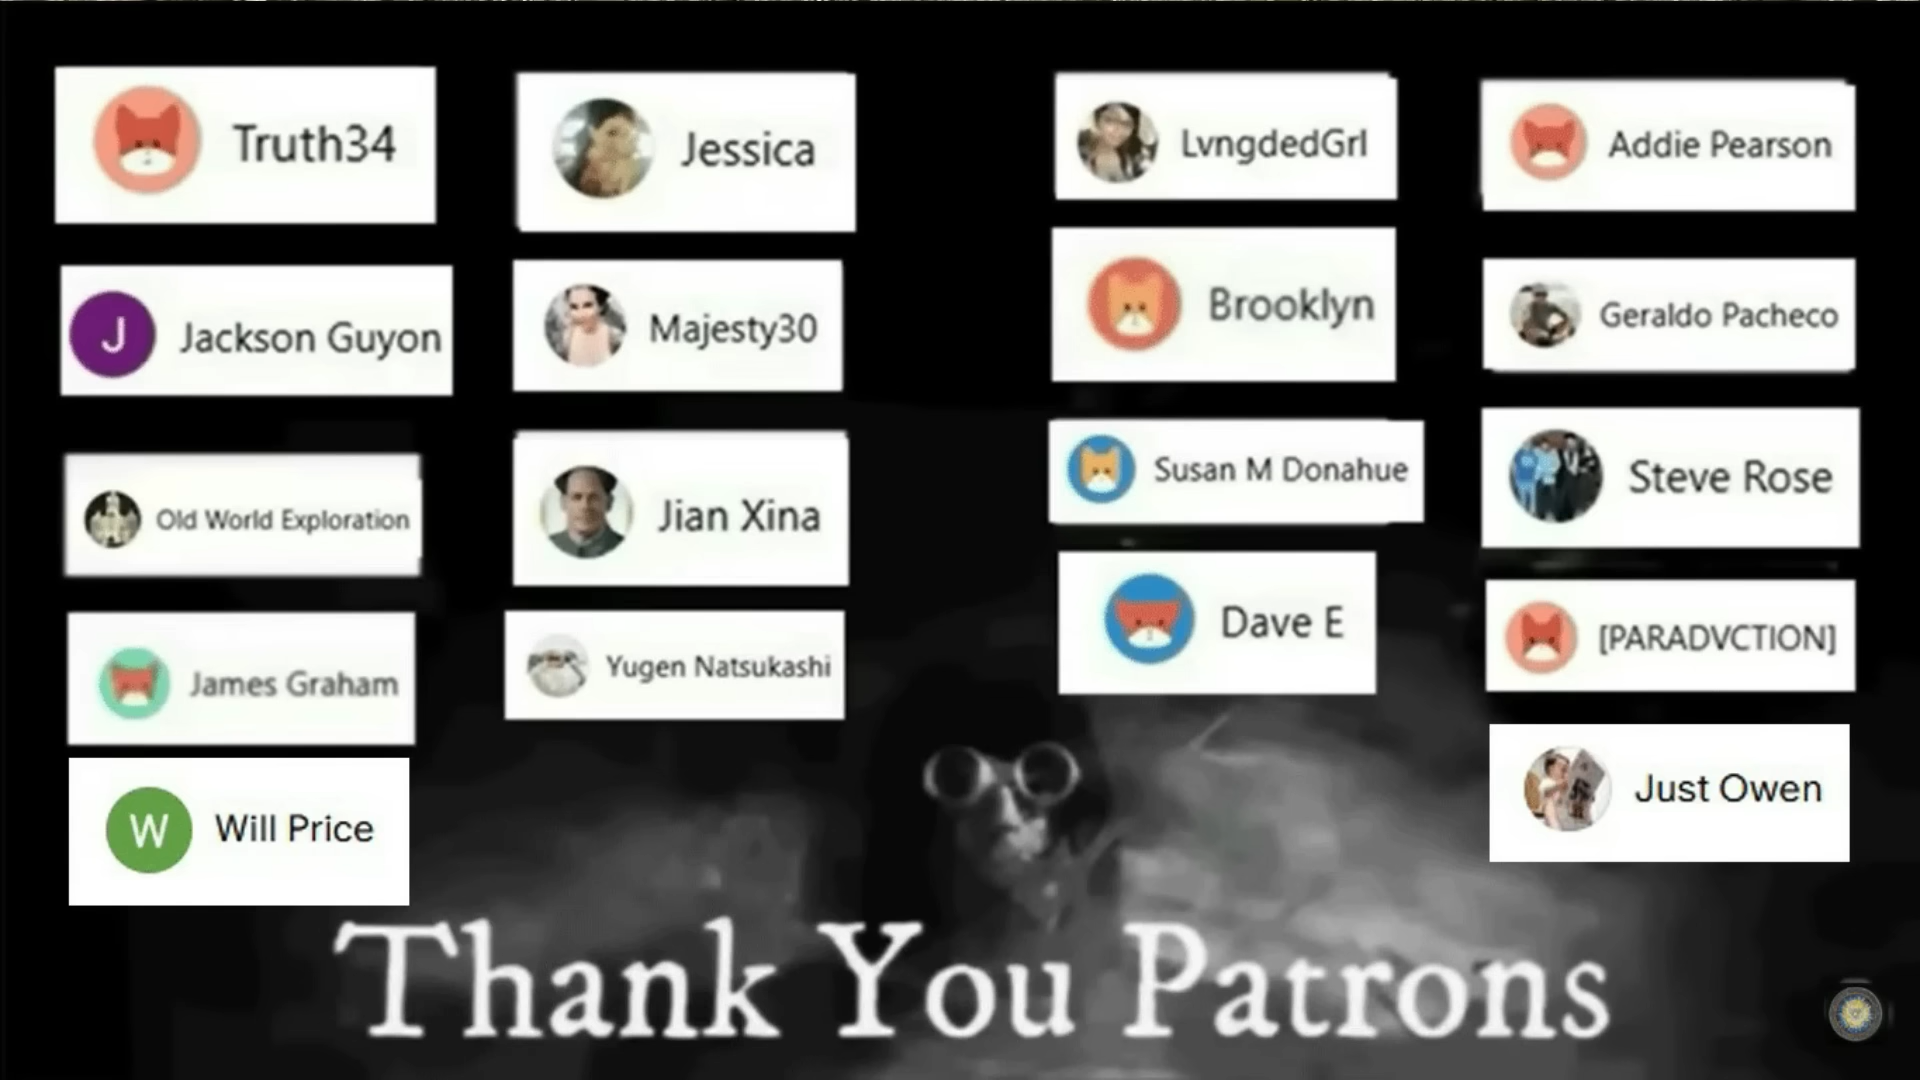 Truth34
Jessica
LvngdedGrl
Addie Pearson
J
Jackson Guyon
Majesty30
Brooklyn
Geraldo Pacheco
Old World Exploration
Jian Xina
Susan M Donahue
Steve Rose
James Graham
Yugen Natsukashi
Dave E
[PARADVCTION]
W
Will Price
Just Owen
Thank You Patrons